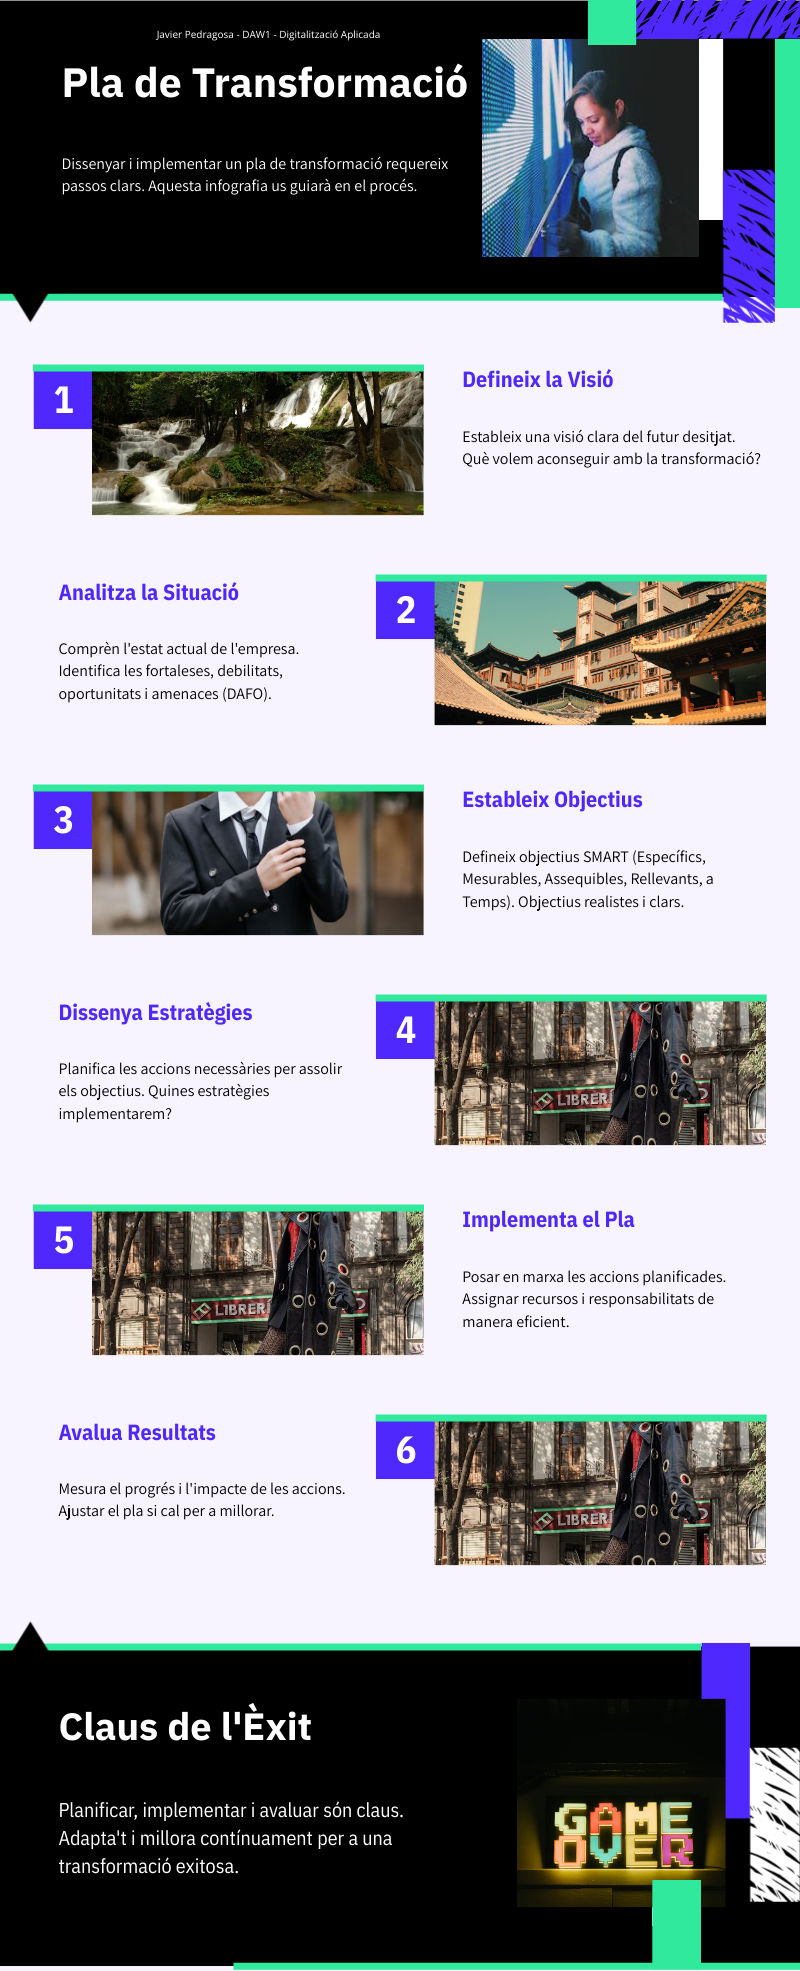 Javier Pedragosa - DAW1 - Digitalització Aplicada
Pla de Transformació
Dissenyar i implementar un pla de transformació requereix
passos clars. Aquesta infografia us guiarà en el procés.
1
Defineix la Visió
Estableix una visió clara del futur desitjat.
Què volem aconseguir amb la transformació?
Analitza la Situació
2
Comprèn l'estat actual de l'empresa.
Identifica les fortaleses, debilitats,
oportunitats i amenaces (DAFO).
3
Estableix Objectius
Defineix objectius SMART (Específics,
Mesurables, Assequibles, Rellevants, a
Temps). Objectius realistes i clars.
Dissenya Estratègies
4
Planifica les accions necessàries per assolir
els objectius. Quines estratègies
implementarem?
LIBRERÍ
5
Implementa el Pla
Posar en marxa les accions planificades.
Assignar recursos i responsabilitats de
manera eficient.
LIBRERÍ
Avalua Resultats
6
Mesura el progrés i l'impacte de les accions.
Ajustar el pla si cal per a millorar.
LIBRERÍ
Claus de l'Èxit
Planificar, implementar i avaluar són claus.
Adapta't i millora contínuament per a una
transformació exitosa.
GAME
OVER